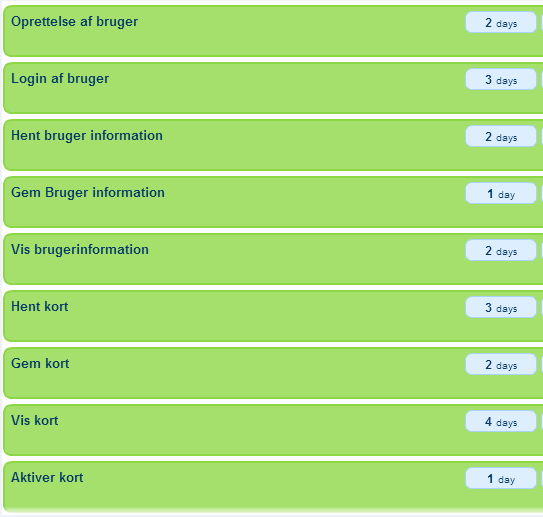 Oprettelse af bruger 2 days
Login af bruger 3 days
Hent bruger information 2 days
Gem Bruger information 1 day
Vis brugerinformation 2 days
Hent kort 3 days
Gem kort 2 days
Vis kort 4 days
Aktiver kort 1 day